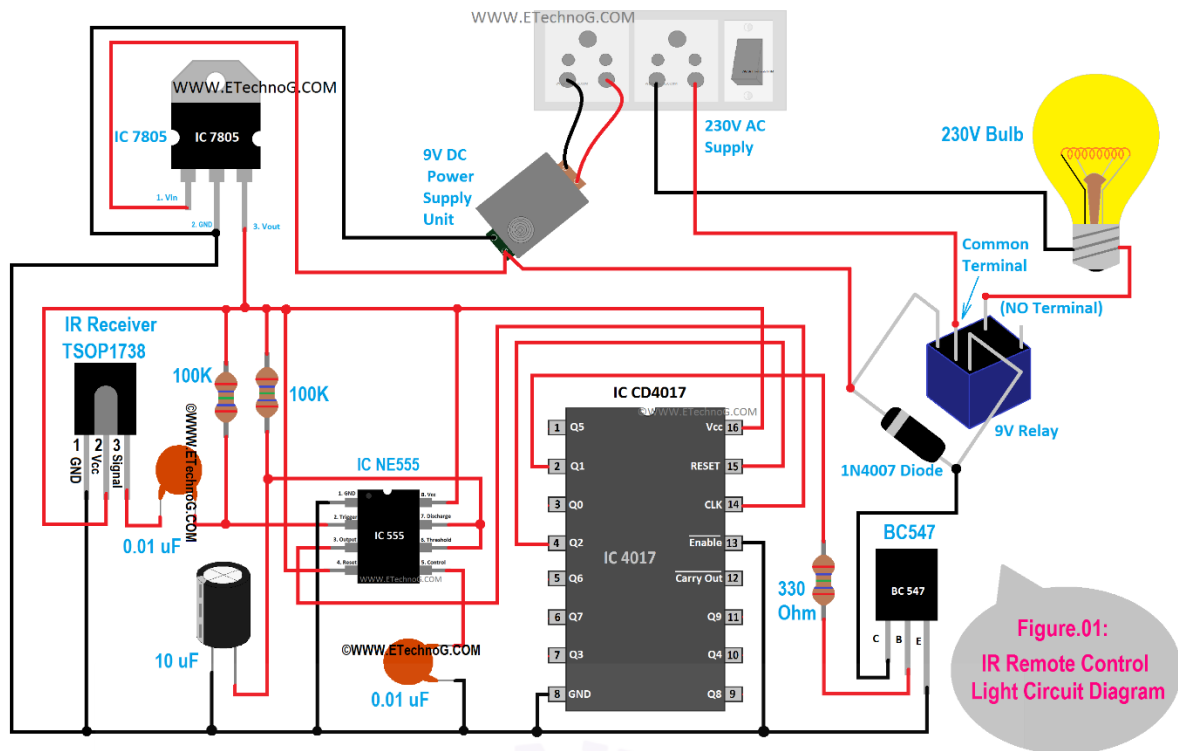 WWW.ETechnoG.COM
WWW.ETechnoG.COM
IC 7805
IC 7805
1. Vin
2. GND
3. Vout
9V DC
Power
Supply
Unit
230V AC
Supply
230V Bulb
Common
Terminal
(NO Terminal)
9V Relay
1N4007 Diode
IR Receiver
TSOP1738
1 2 3
GND
Vcc
Signal
100K
100K
©WWW.ETechnoG.COM
0.01 uF
10 uF
IC NE555
1. GND
8. Vcc
2. Trigger
7. Discharge
3. Output
6. Threshold
4. Reset
5. Control
IC 555
WWW.ETechnoG.COM
©WWW.ETechnoG.COM
0.01 uF
IC CD4017
©WWW.ETechnoG.COM
1 Q5 Vcc 16
2 Q1 RESET 15
3 Q0 CLK 14
4 Q2 Enable 13
IC 4017
5 Q6 Carry Out 12
6 Q7 Q9 11
7 Q3 Q4 10
8 GND Q8 9
330
Ohm
BC547
BC 547
C B E
Figure.01:
IR Remote Control
Light Circuit Diagram